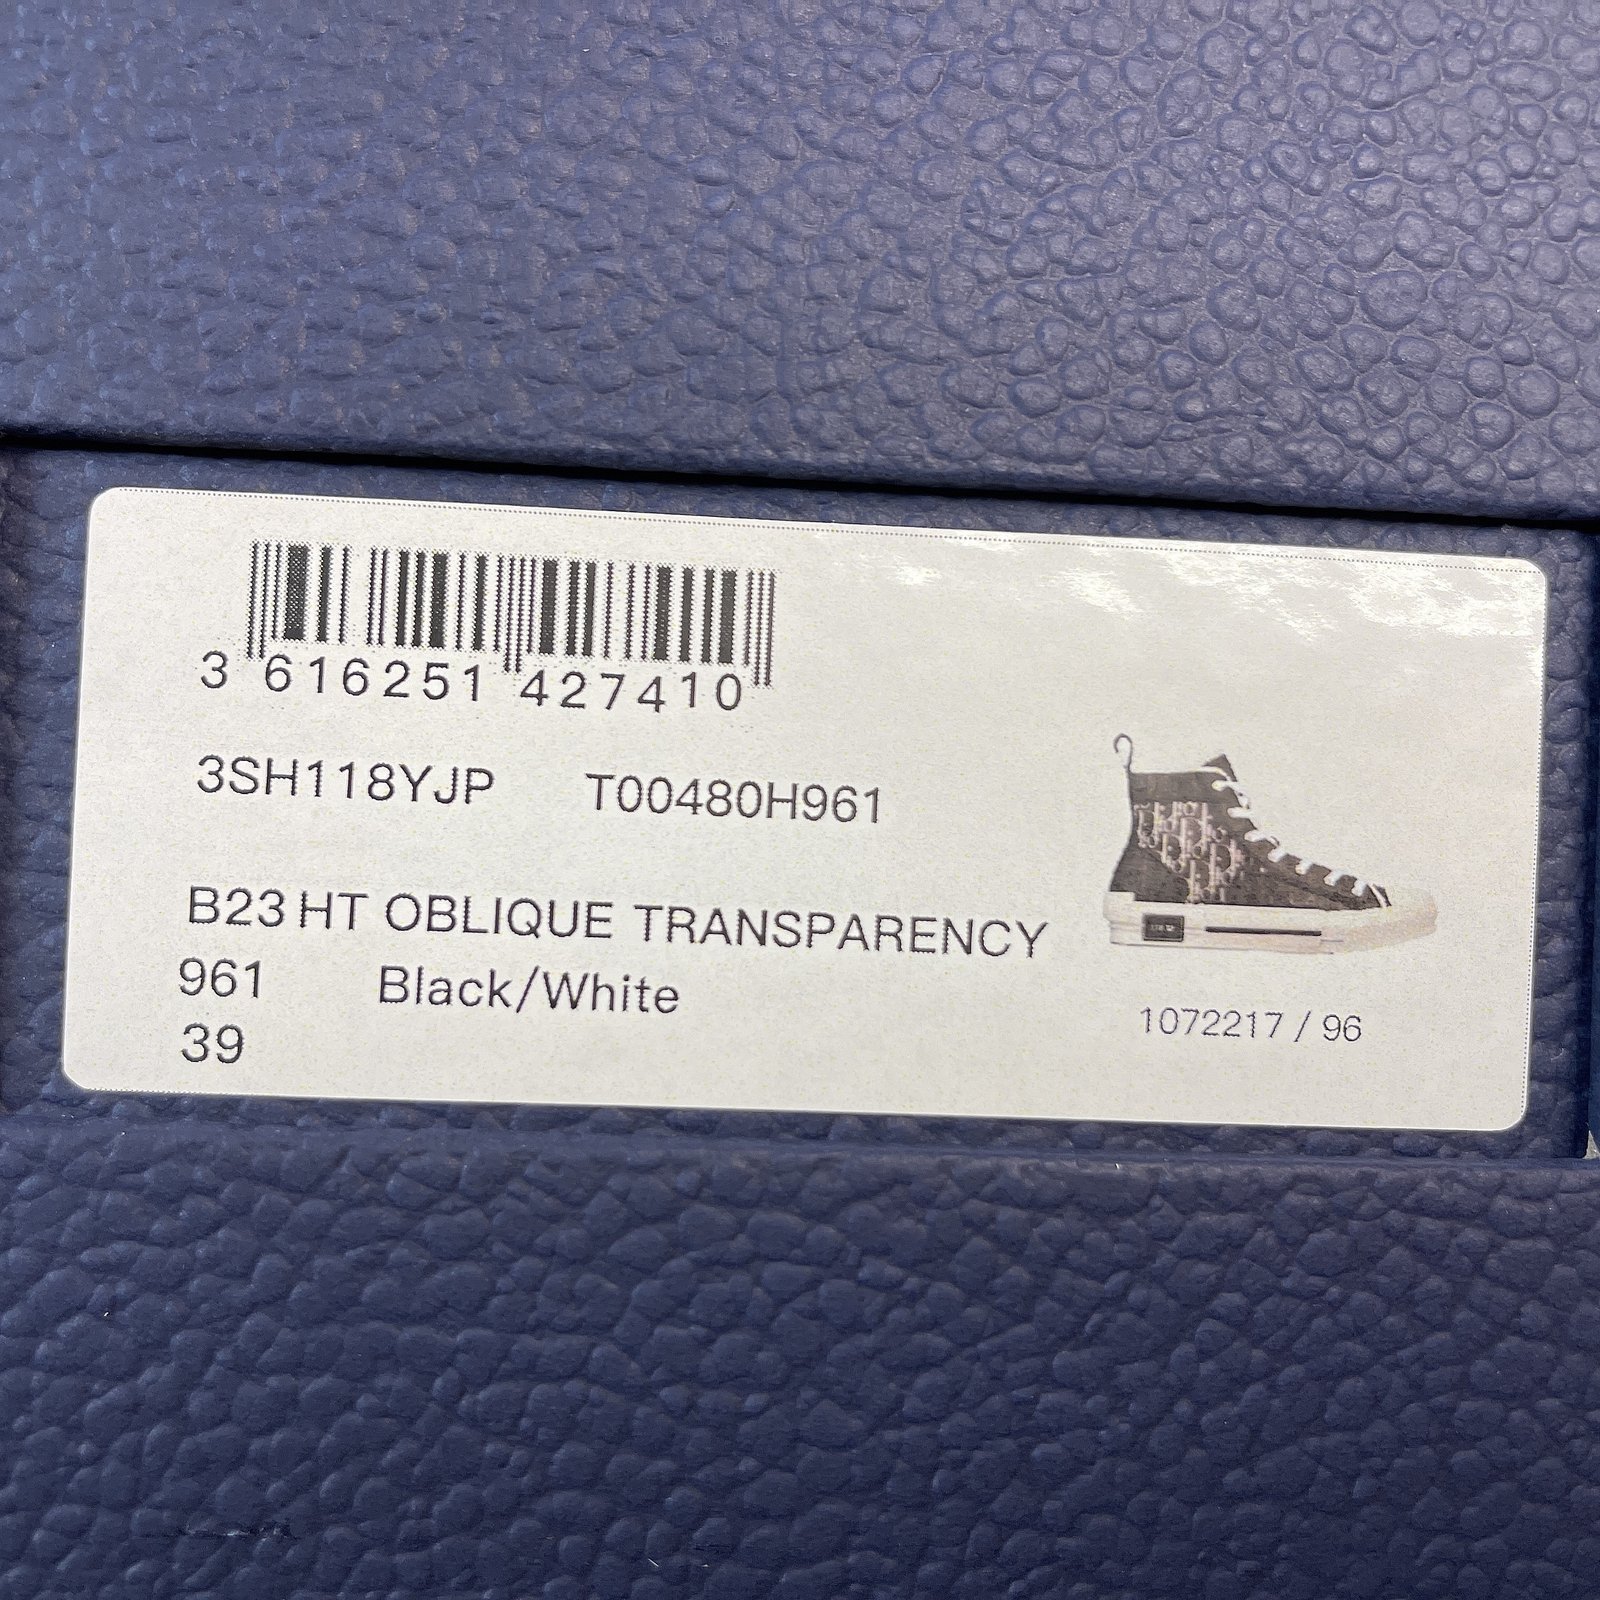 3 616251 427410
3SH118YJP T00480H961
B23 HT OBLIQUE TRANSPARENCY
961 Black/White
39
1072217 / 96